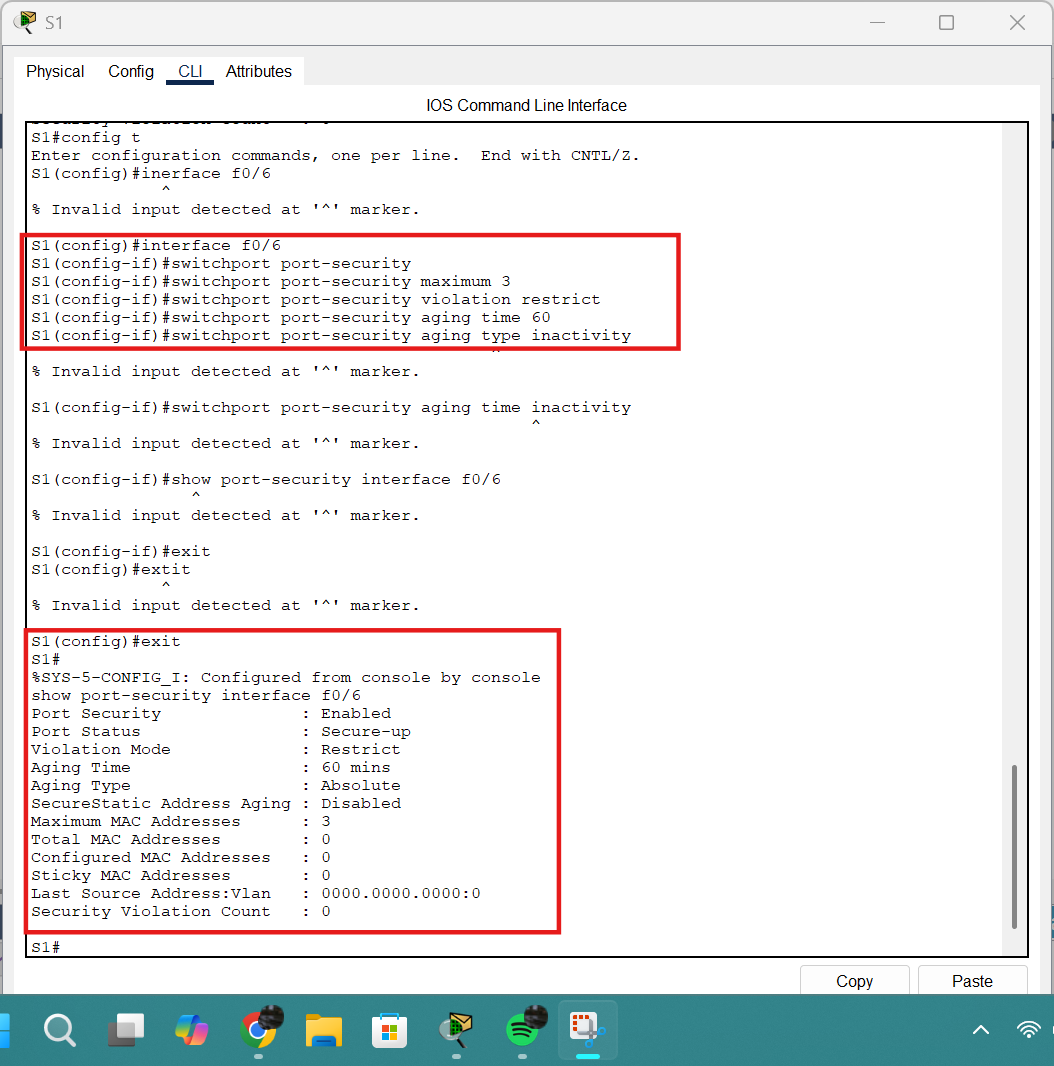 S1
Physical Config CLI Attributes
IOS Command Line Interface
S1#config t
Enter configuration commands, one per line.  End with CNTL/Z.
S1(config)#inerface f0/6
^
% Invalid input detected at '^' marker.
S1(config)#interface f0/6
S1(config-if)#switchport port-security
S1(config-if)#switchport port-security maximum 3
S1(config-if)#switchport port-security violation restrict
S1(config-if)#switchport port-security aging time 60
S1(config-if)#switchport port-security aging type inactivity
^
% Invalid input detected at '^' marker.
S1(config-if)#switchport port-security aging time inactivity
^
% Invalid input detected at '^' marker.
S1(config-if)#show port-security interface f0/6
^
% Invalid input detected at '^' marker.
S1(config-if)#exit
S1(config)#extit
^
% Invalid input detected at '^' marker.
S1(config)#exit
S1#
%SYS-5-CONFIG_I: Configured from console by console
show port-security interface f0/6
Port Security : Enabled
Port Status : Secure-up
Violation Mode : Restrict
Aging Time : 60 mins
Aging Type : Absolute
SecureStatic Address Aging : Disabled
Maximum MAC Addresses : 3
Total MAC Addresses : 0
Configured MAC Addresses : 0
Sticky MAC Addresses : 0
Last Source Address:Vlan : 0000.0000.0000:0
Security Violation Count : 0
S1#
Copy Paste